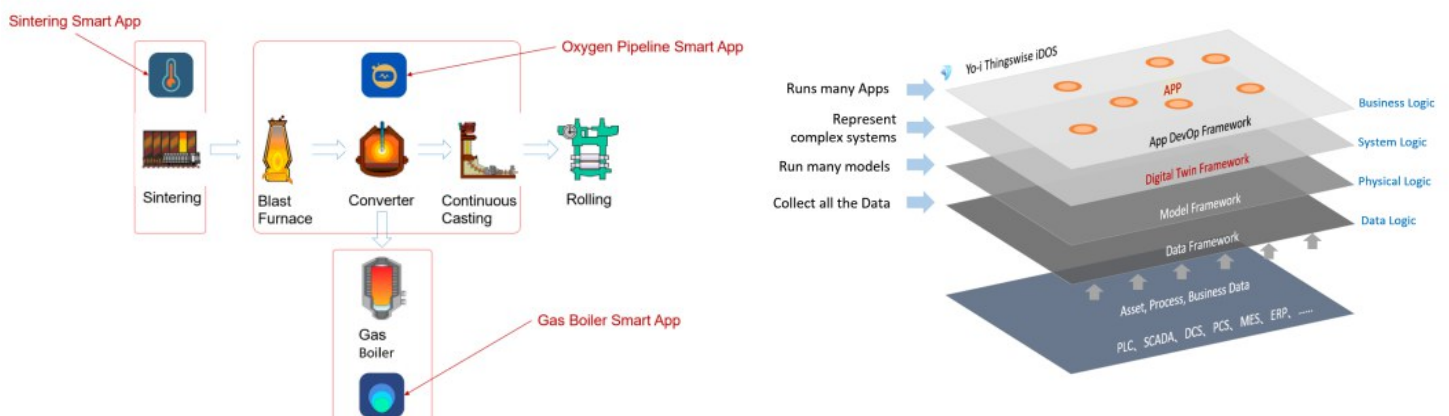 Sintering Smart App
Oxygen Pipeline Smart App
Sintering
Blast
Furnace
Converter
Continuous
Casting
Rolling
Gas
Boiler
Gas Boiler Smart App
Yo-i Thingswise iDOS
Runs many Apps
Represent
complex systems
Run many models
Collect all the Data
APP
App DevOp Framework
Digital Twin Framework
Model Framework
Data Framework
Business Logic
System Logic
Physical Logic
Data Logic
Asset, Process, Business Data
PLC、SCADA、DCS、PCS、MES、ERP、……